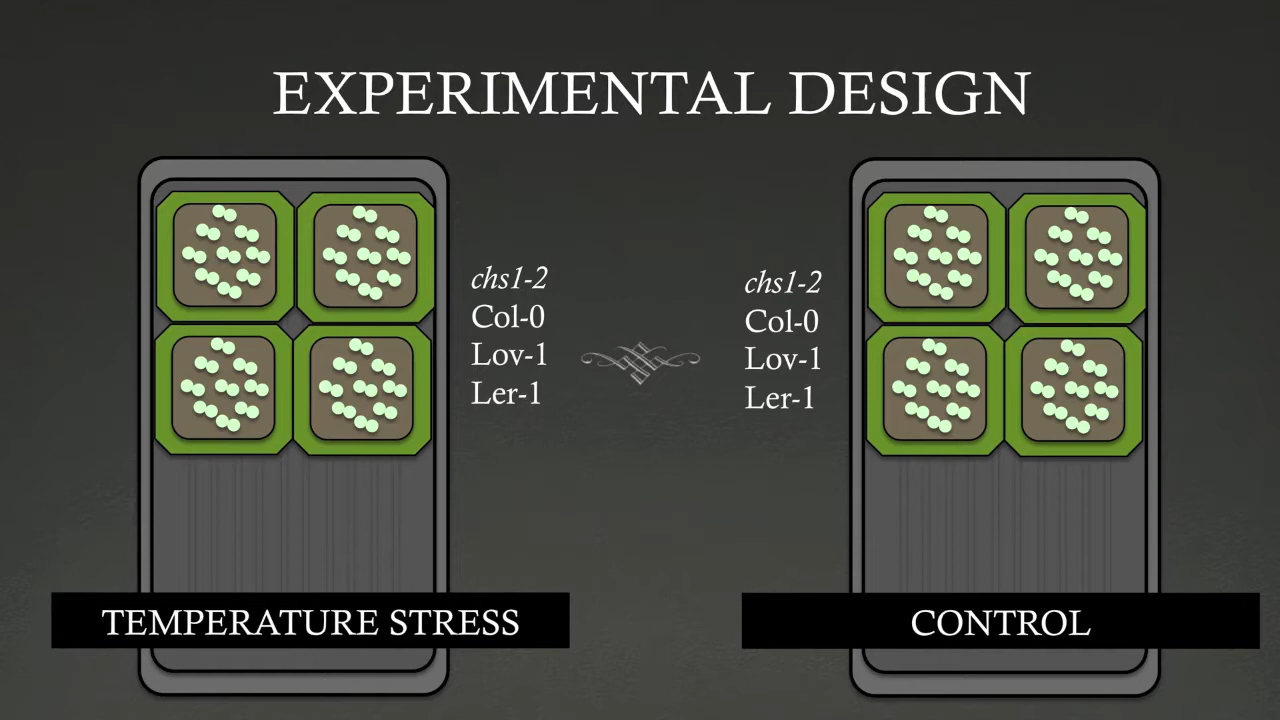 EXPERIMENTAL DESIGN
chs1-2
Col-0
Lov-1
Ler-1
chs1-2
Col-0
Lov-1
Ler-1
TEMPERATURE STRESS
CONTROL